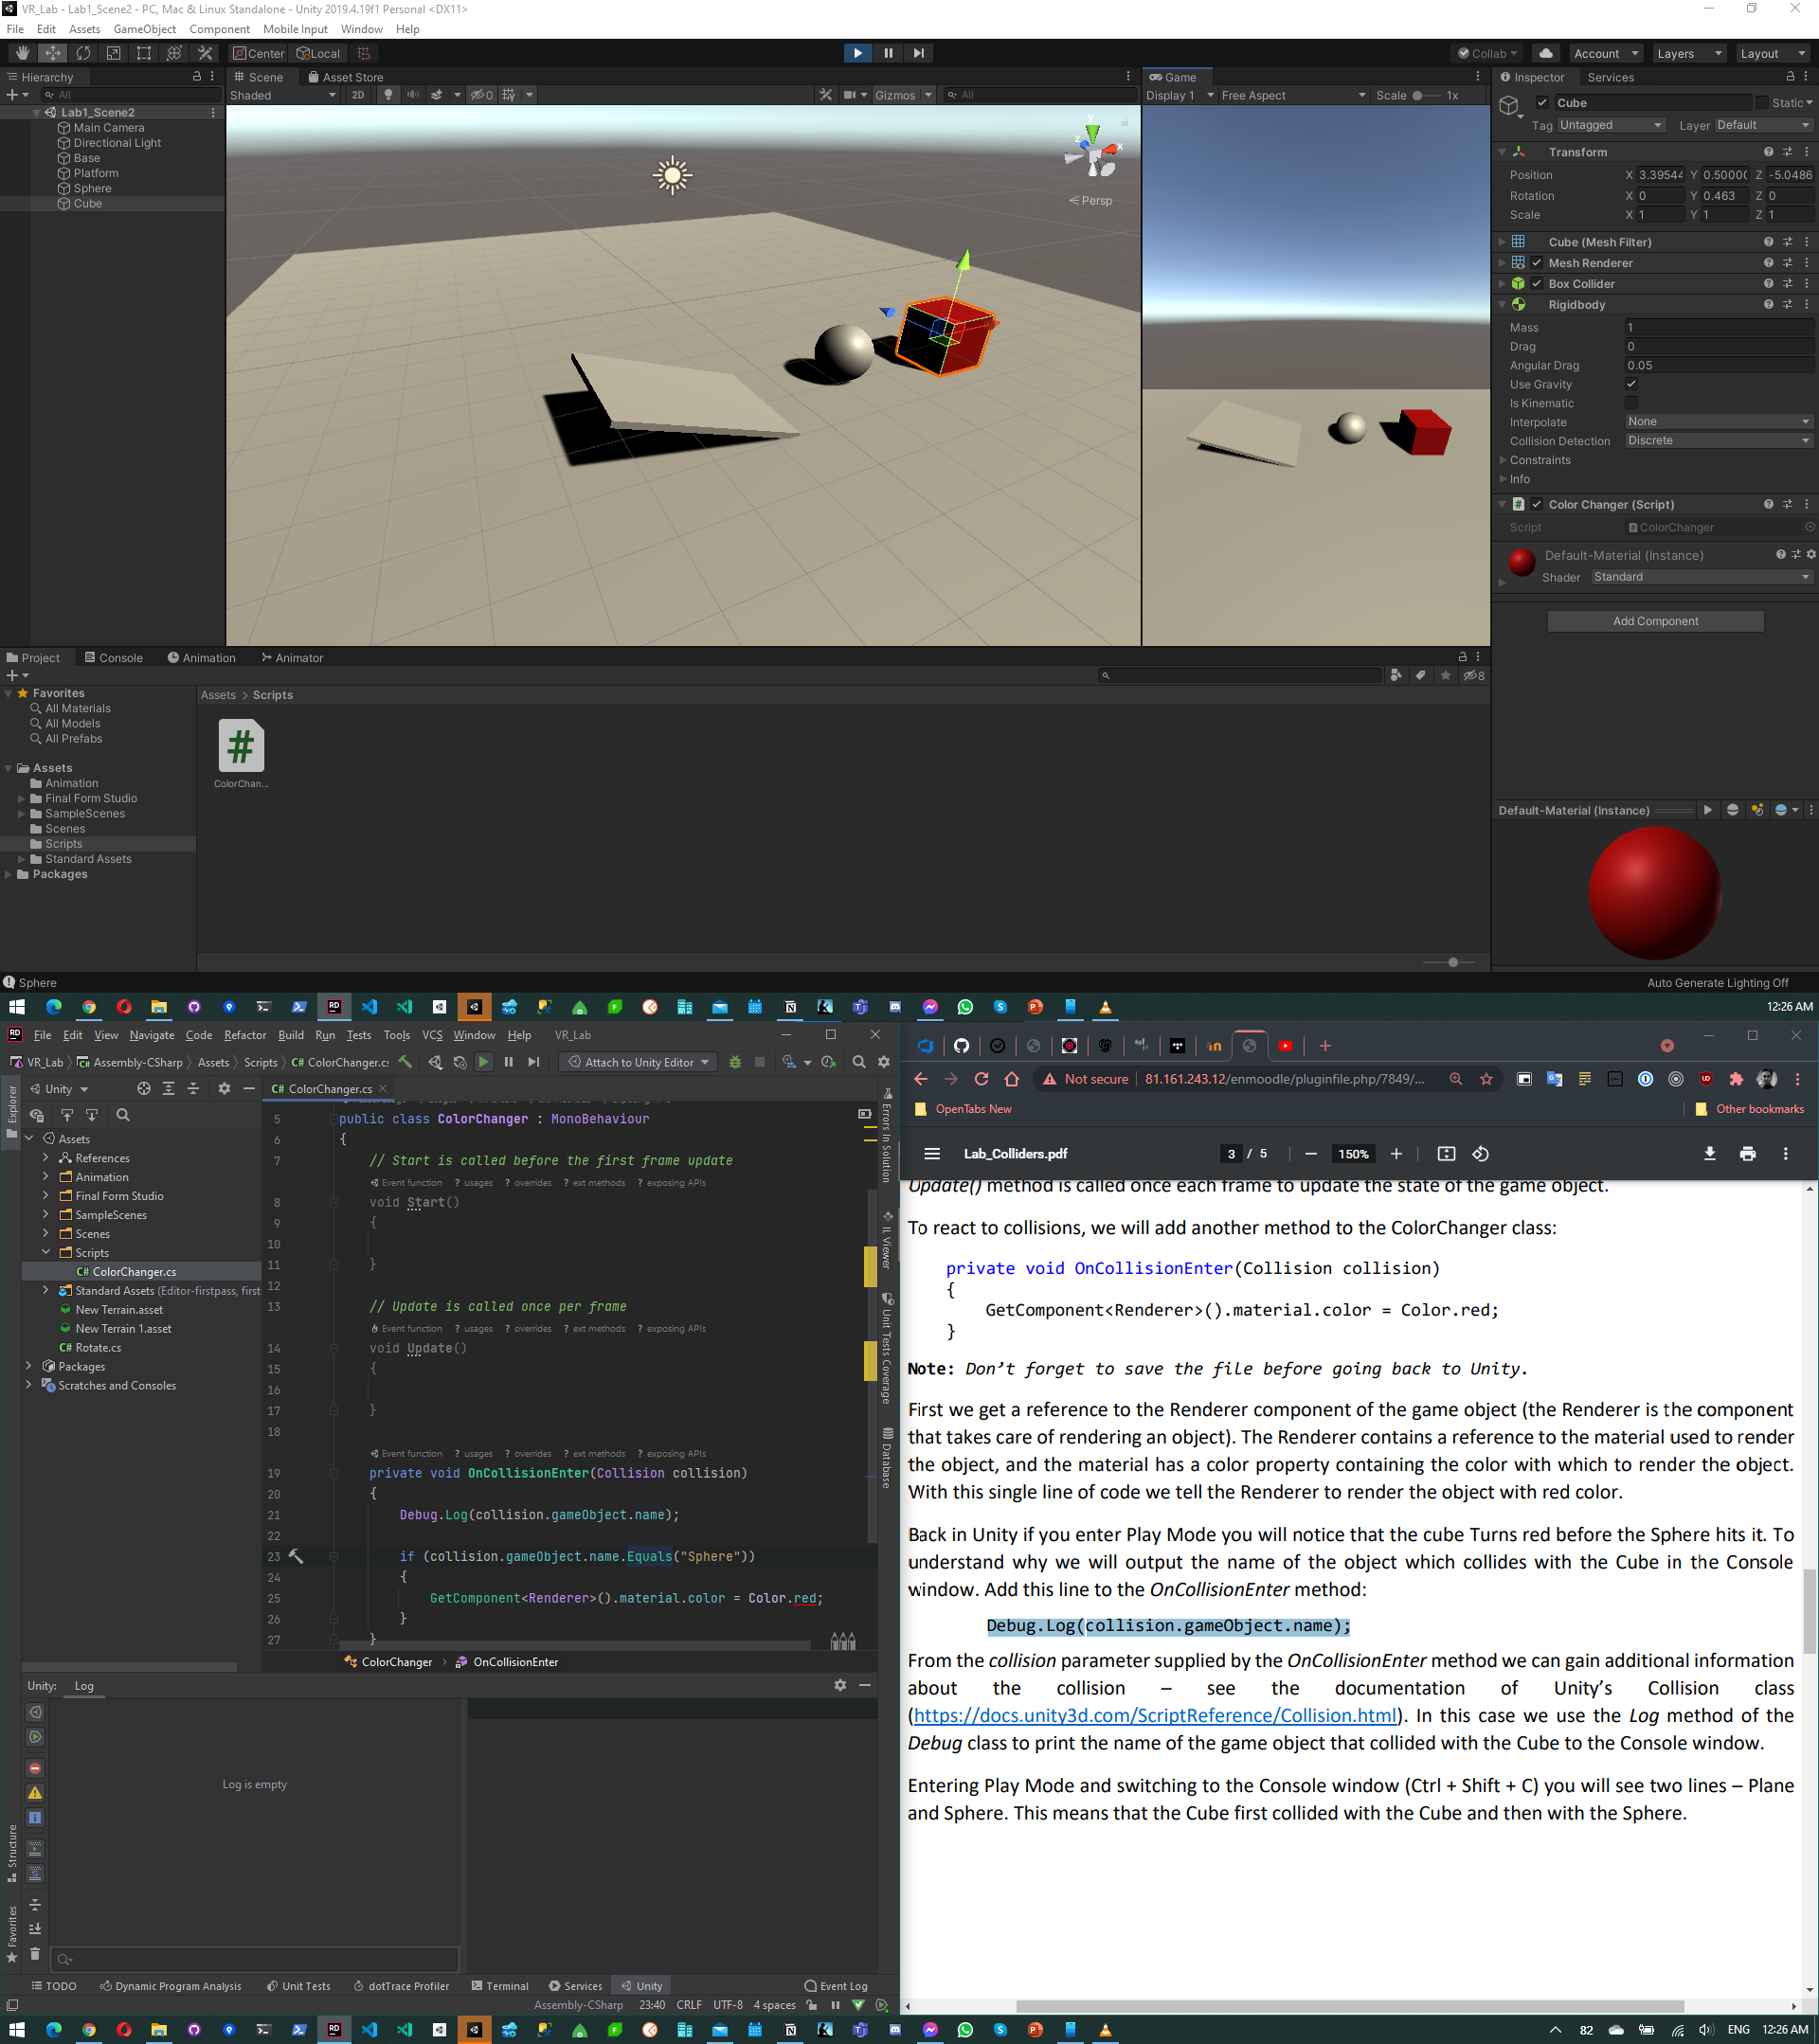 VR_Lab - Lab1_Scene2 - PC, Mac & Linux Standalone - Unity 2019.4.19f1 Personal <DX11>
File Edit Assets GameObject Component Mobile Input Window Help
Center Local Collab Account Layers Layout
Hierarchy
All
Lab1_Scene2
Main Camera
Directional Light
Base
Platform
Sphere
Cube
Scene Asset Store
Shaded 2D 0 Gizmos All
y
z x
Persp
Game
Display 1 Free Aspect Scale 1x
Inspector Services
Cube Static
Tag Untagged Layer Default
Transform
Position X 3.39544 Y 0.5000( Z -5.0486
Rotation X 0 Y 0.463 Z 0
Scale X 1 Y 1 Z 1
Cube (Mesh Filter)
Mesh Renderer
Box Collider
Rigidbody
Mass 1
Drag 0
Angular Drag 0.05
Use Gravity
Is Kinematic
Interpolate None
Collision Detection Discrete
Constraints
Info
Color Changer (Script)
Script ColorChanger
Default-Material (Instance)
Shader Standard
Add Component
Default-Material (Instance)
Project Console Animation Animator
8
Favorites
All Materials
All Models
All Prefabs
Assets
Animation
Final Form Studio
SampleScenes
Scenes
Scripts
Standard Assets
Packages
Assets > Scripts
#
ColorChan...
Sphere
Auto Generate Lighting Off
12:26 AM
File Edit View Navigate Code Refactor Build Run Tests Tools VCS Window Help VR_Lab
VR_Lab Assembly-CSharp Assets Scripts C# ColorChanger.c Attach to Unity Editor
Unity
Explorer
Assets
References
Animation
Final Form Studio
SampleScenes
Scenes
Scripts
C# ColorChanger.cs
Standard Assets (Editor-firstpass, first
New Terrain.asset
New Terrain 1.asset
C# Rotate.cs
Packages
Scratches and Consoles
C# ColorChanger.cs
5 public class ColorChanger : MonoBehaviour
6 {
7 // Start is called before the first frame update
Event function ? usages ? overrides ? ext methods ? exposing APIs
8 void Start()
9 {
10
11 }
12
13 // Update is called once per frame
Event function ? usages ? overrides ? ext methods ? exposing APIs
14 void Update()
15 {
16
17 }
18
Event function ? usages ? overrides ? ext methods ? exposing APIs
19 private void OnCollisionEnter(Collision collision)
20 {
21 Debug.Log(collision.gameObject.name);
22
23 if (collision.gameObject.name.Equals("Sphere"))
24 {
25 GetComponent<Renderer>().material.color = Color.red;
26 }
27 }
ColorChanger OnCollisionEnter
Errors In Solution
IL Viewer
Unit Tests Coverage
Database
Unity: Log
Log is empty
Structure
Favorites
TODO Dynamic Program Analysis Unit Tests dotTrace Profiler Terminal Services Unity Event Log
Assembly-CSharp 23:40 CRLF UTF-8 4 spaces
Not secure 81.161.243.12/enmoodle/pluginfile.php/7849/...
OpenTabs New Other bookmarks
Lab_Colliders.pdf 3 / 5 150%
Update() method is called once each frame to update the state of the game object.
To react to collisions, we will add another method to the ColorChanger class:
private void OnCollisionEnter(Collision collision)
{
GetComponent<Renderer>().material.color = Color.red;
}
Note: Don't forget to save the file before going back to Unity.
First we get a reference to the Renderer component of the game object (the Renderer is the component
that takes care of rendering an object). The Renderer contains a reference to the material used to render
the object, and the material has a color property containing the color with which to render the object.
With this single line of code we tell the Renderer to render the object with red color.
Back in Unity if you enter Play Mode you will notice that the cube Turns red before the Sphere hits it. To
understand why we will output the name of the object which collides with the Cube in the Console
window. Add this line to the OnCollisionEnter method:
Debug.Log(collision.gameObject.name);
From the collision parameter supplied by the OnCollisionEnter method we can gain additional information
about the collision – see the documentation of Unity's Collision class
(https://docs.unity3d.com/ScriptReference/Collision.html). In this case we use the Log method of the
Debug class to print the name of the game object that collided with the Cube to the Console window.
Entering Play Mode and switching to the Console window (Ctrl + Shift + C) you will see two lines – Plane
and Sphere. This means that the Cube first collided with the Cube and then with the Sphere.
82 ENG 12:26 AM